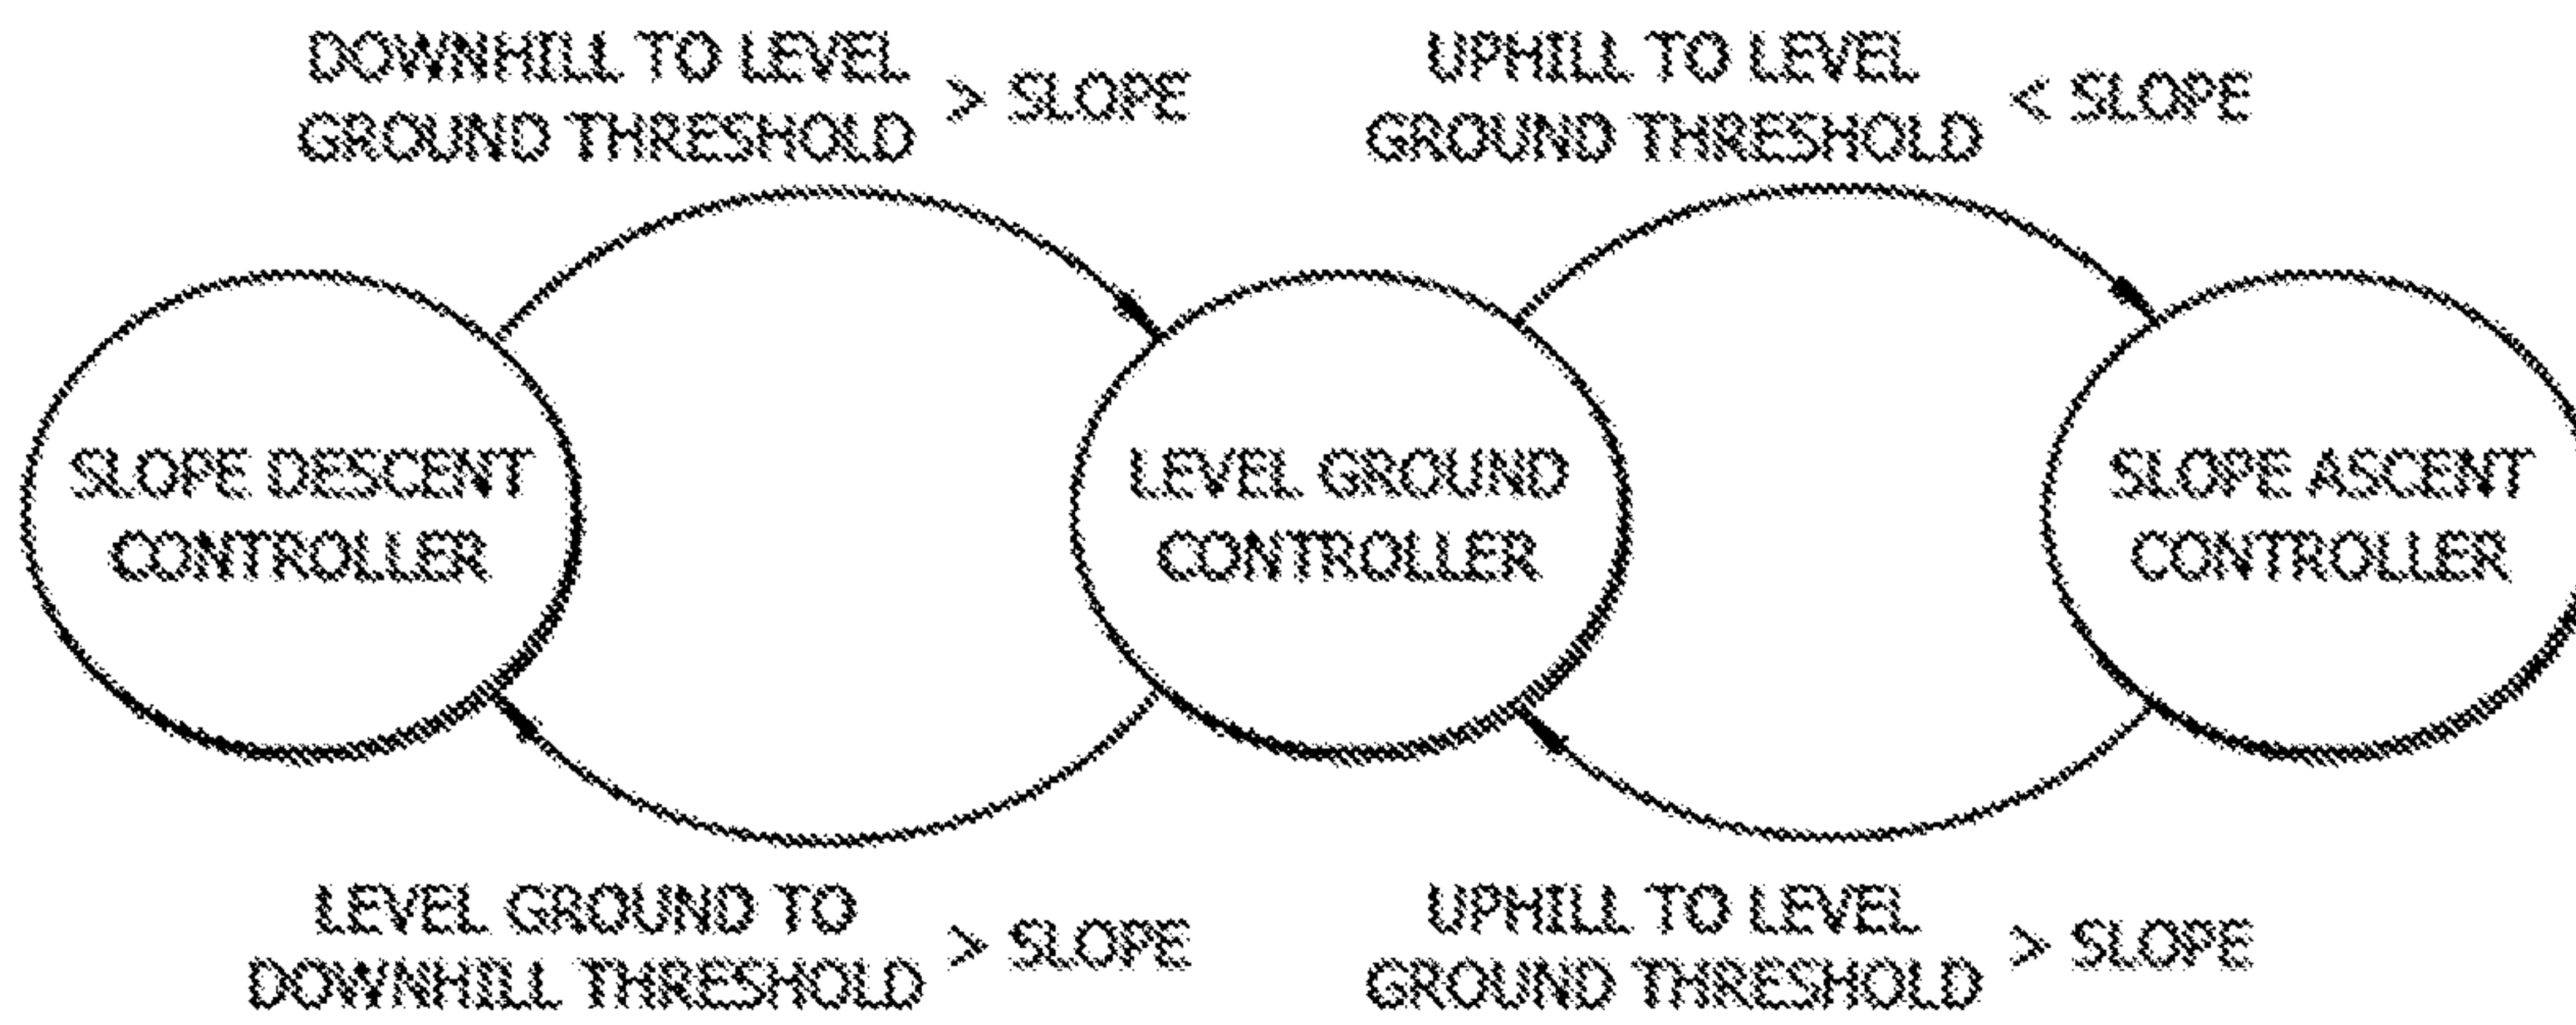 DOWNHILL TO LEVEL
GROUND THRESHOLD > SLOPE
UPHILL TO LEVEL
GROUND THRESHOLD < SLOPE
SLOPE DESCENT
CONTROLLER
LEVEL GROUND
CONTROLLER
SLOPE ASCENT
CONTROLLER
LEVEL GROUND TO
DOWNHILL THRESHOLD > SLOPE
UPHILL TO LEVEL
GROUND THRESHOLD > SLOPE